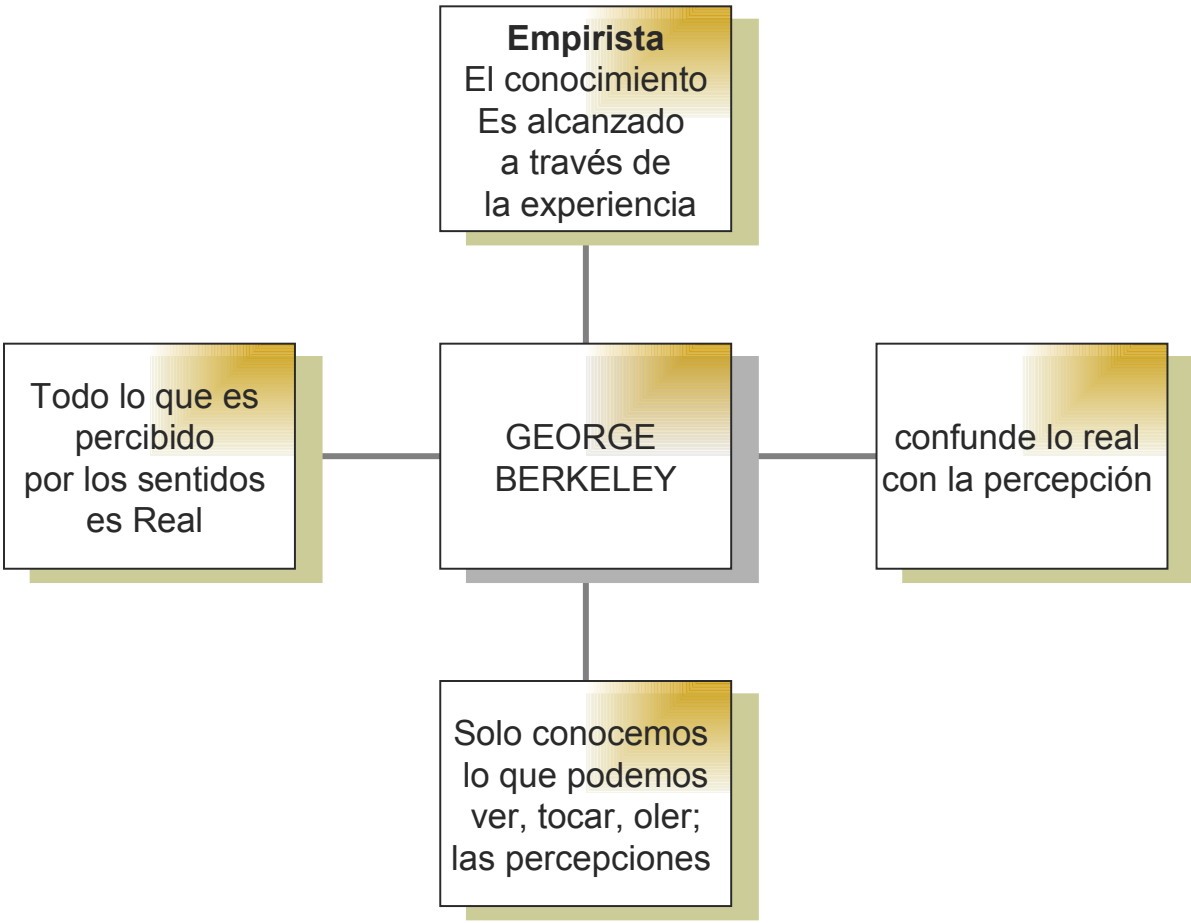 Empirista
El conocimiento
Es alcanzado
a través de
la experiencia
Todo lo que es
percibido
por los sentidos
es Real
GEORGE
BERKELEY
confunde lo real
con la percepción
Solo conocemos
lo que podemos
ver, tocar, oler;
las percepciones